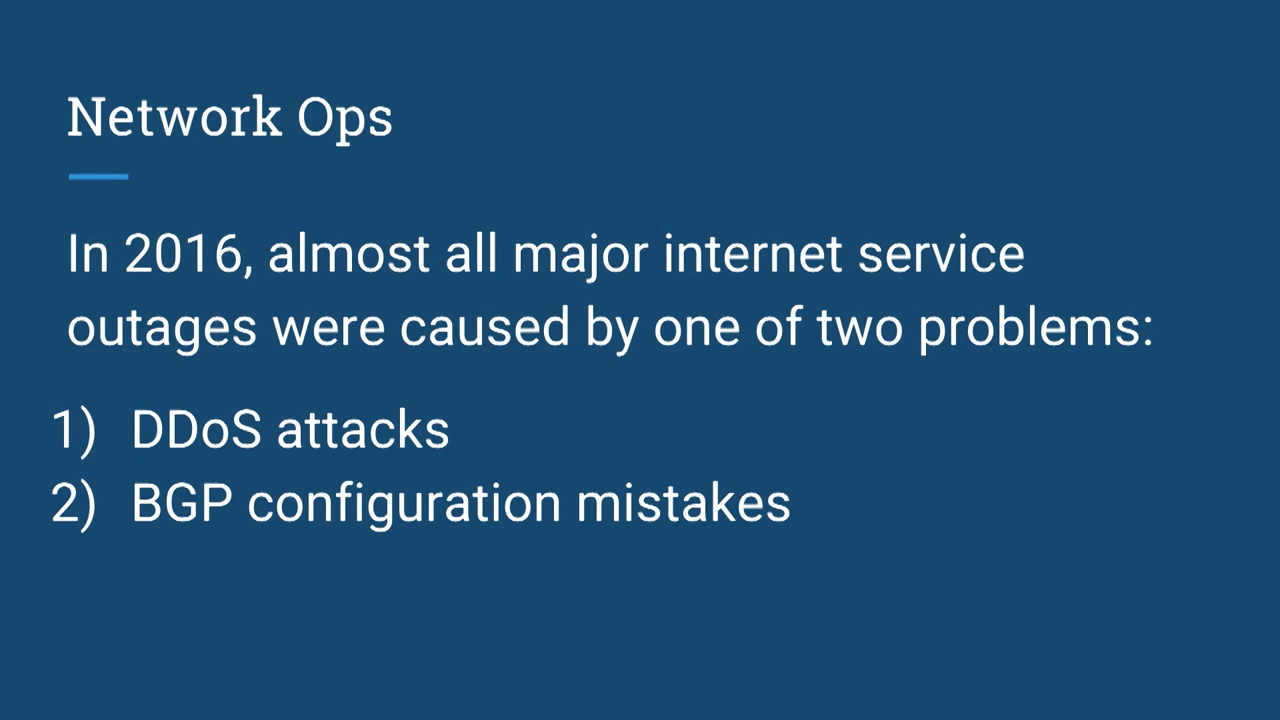 Network Ops
In 2016, almost all major internet service
outages were caused by one of two problems:
1) DDoS attacks
2) BGP configuration mistakes